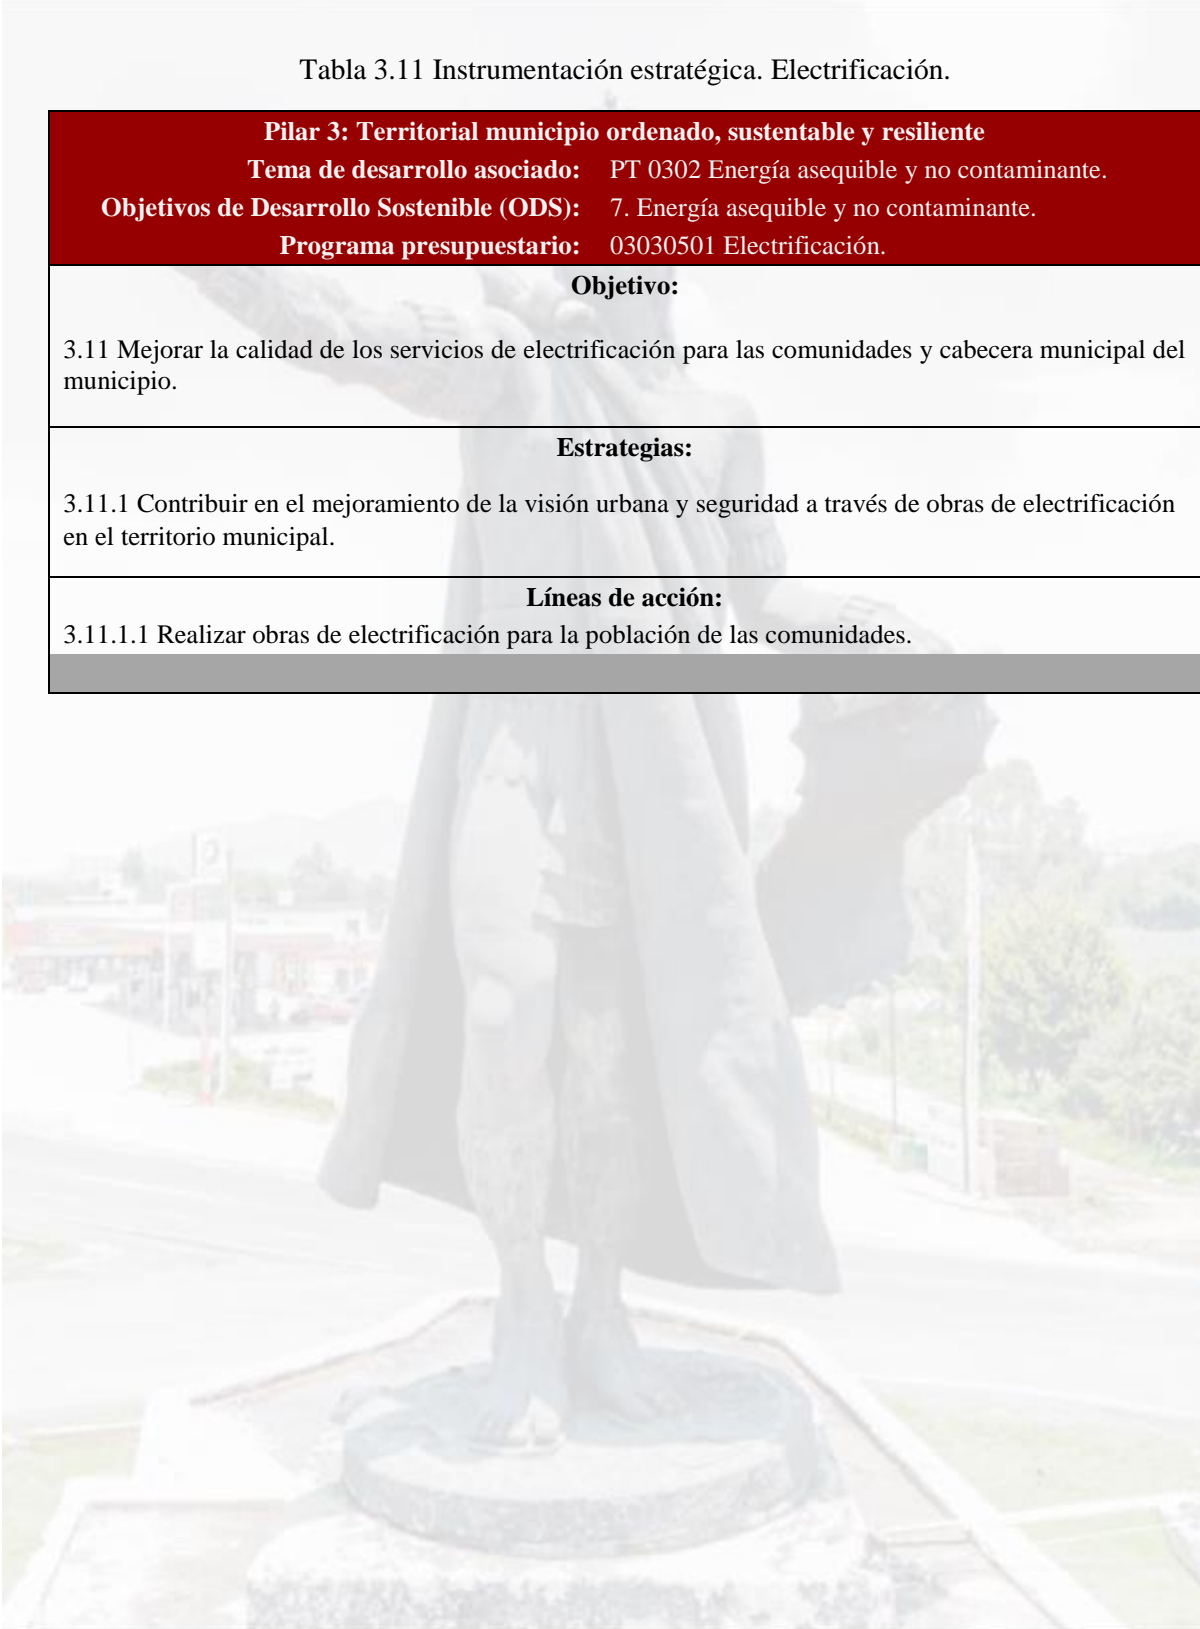 Tabla 3.11 Instrumentación estratégica. Electrificación.
Pilar 3: Territorial municipio ordenado, sustentable y resiliente
Tema de desarrollo asociado: PT 0302 Energía asequible y no contaminante.
Objetivos de Desarrollo Sostenible (ODS): 7. Energía asequible y no contaminante.
Programa presupuestario: 03030501 Electrificación.
Objetivo:
3.11 Mejorar la calidad de los servicios de electrificación para las comunidades y cabecera municipal del
municipio.
Estrategias:
3.11.1 Contribuir en el mejoramiento de la visión urbana y seguridad a través de obras de electrificación
en el territorio municipal.
Líneas de acción:
3.11.1.1 Realizar obras de electrificación para la población de las comunidades.